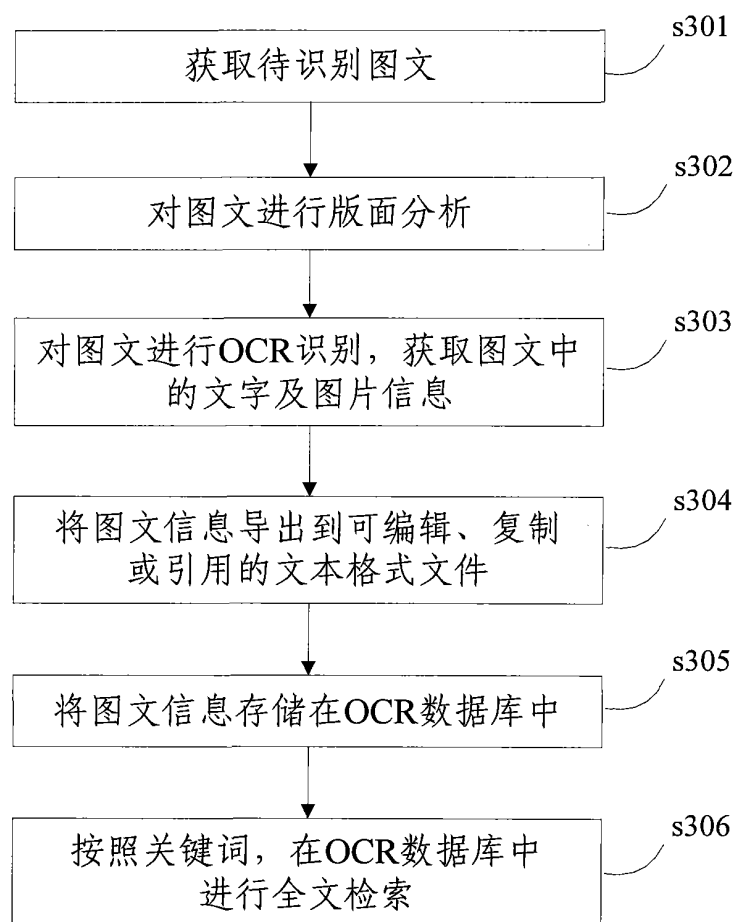 s301
获取待识别图文
s302
对图文进行版面分析
s303
对图文进行OCR识别，获取图文中
的文字及图片信息
s304
将图文信息导出到可编辑、复制
或引用的文本格式文件
s305
将图文信息存储在OCR数据库中
s306
按照关键词，在OCR数据库中
进行全文检索